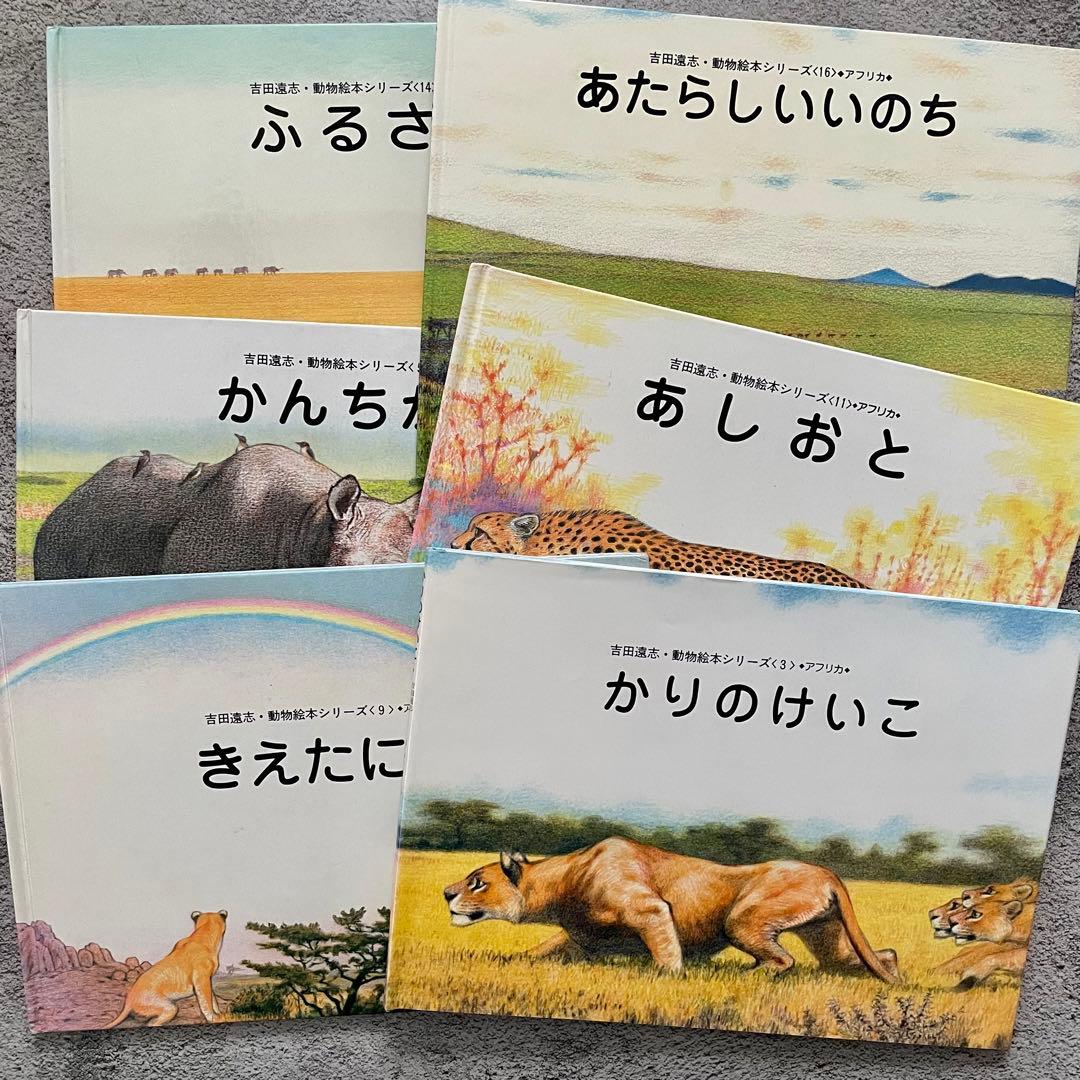 吉田遠志・動物絵本シリーズ〈14〉
ふるさ
吉田遠志・動物絵本シリーズ〈16〉◆アフリカ◆
あたらしいいのち
吉田遠志・動物絵本シリーズ〈
かんちが
吉田遠志・動物絵本シリーズ〈11〉◆アフリカ◆
あしおと
吉田遠志・動物絵本シリーズ〈9〉◆ア
きえたに
吉田遠志・動物絵本シリーズ〈3〉◆アフリカ◆
かりのけいこ